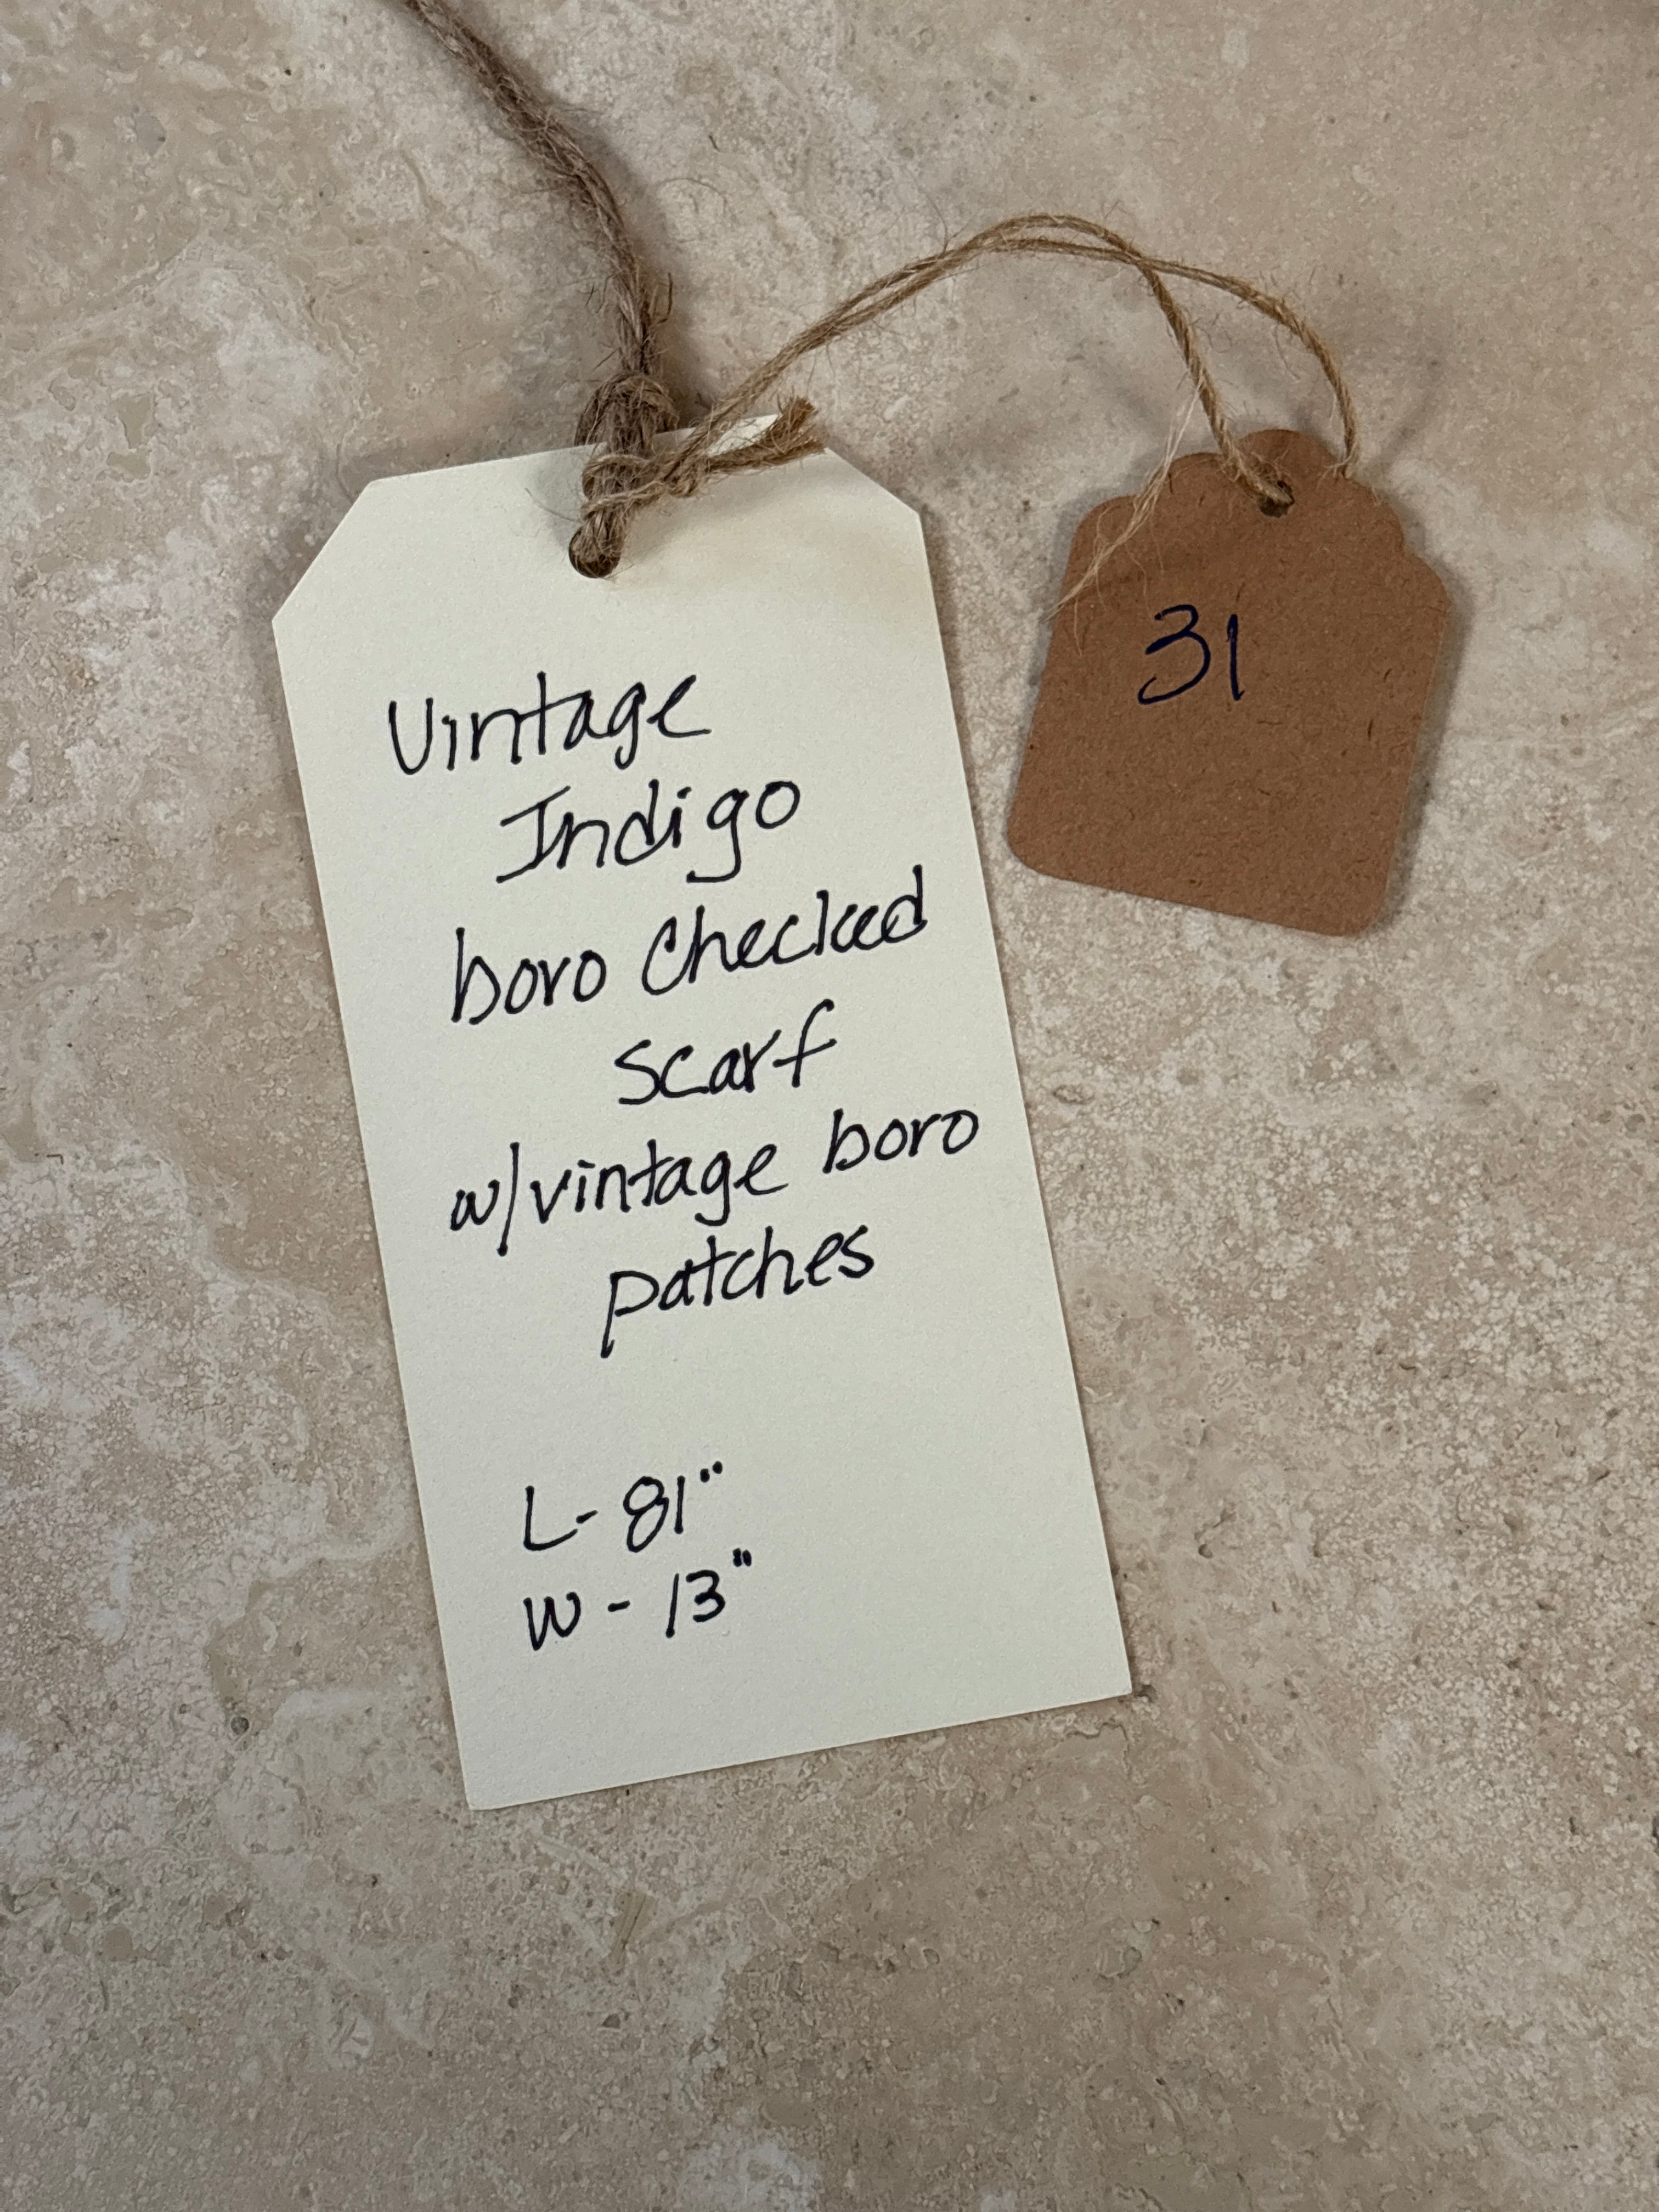 Vintage
Indigo
boro Checked
scarf
w/vintage boro
patches
L- 81"
W - 13"
31